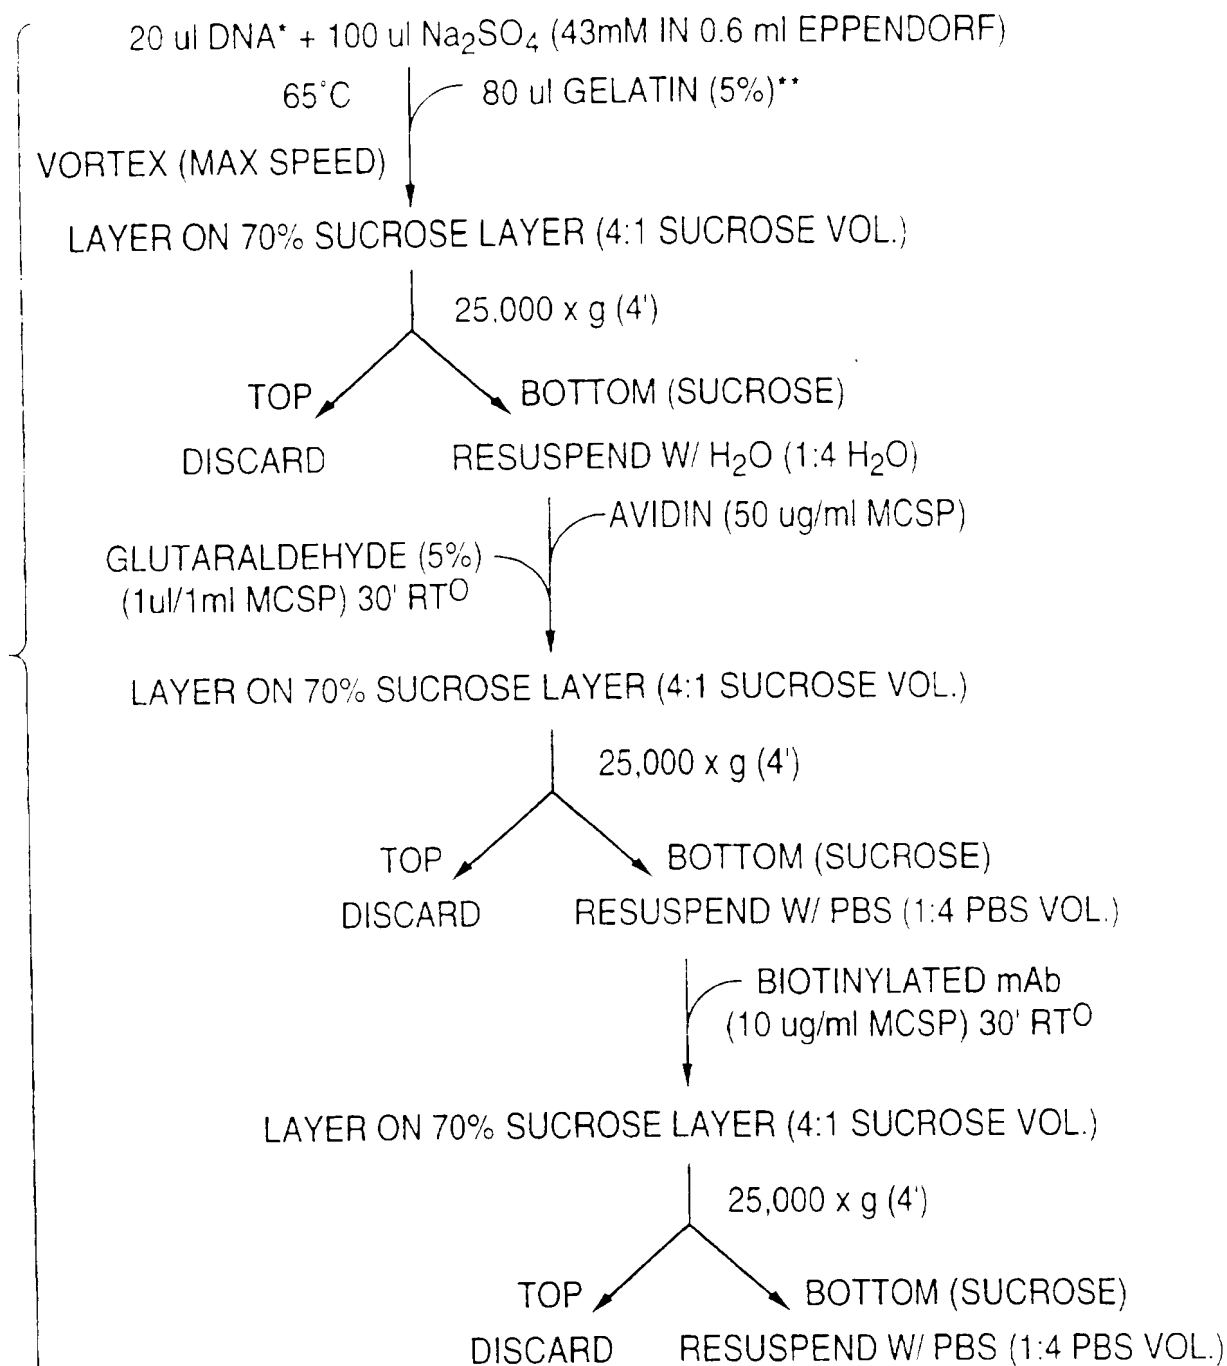 20 ul DNA* + 100 ul Na₂SO₄ (43mM IN 0.6 ml EPPENDORF)
65°C
80 ul GELATIN (5%)**
VORTEX (MAX SPEED)
LAYER ON 70% SUCROSE LAYER (4:1 SUCROSE VOL.)
25,000 x g (4')
TOP
BOTTOM (SUCROSE)
DISCARD
RESUSPEND W/ H₂O (1:4 H₂O)
AVIDIN (50 ug/ml MCSP)
GLUTARALDEHYDE (5%)
(1ul/1ml MCSP) 30' RTᴼ
LAYER ON 70% SUCROSE LAYER (4:1 SUCROSE VOL.)
25,000 x g (4')
TOP
BOTTOM (SUCROSE)
DISCARD
RESUSPEND W/ PBS (1:4 PBS VOL.)
BIOTINYLATED mAb
(10 ug/ml MCSP) 30' RTᴼ
LAYER ON 70% SUCROSE LAYER (4:1 SUCROSE VOL.)
25,000 x g (4')
TOP
BOTTOM (SUCROSE)
DISCARD
RESUSPEND W/ PBS (1:4 PBS VOL.)